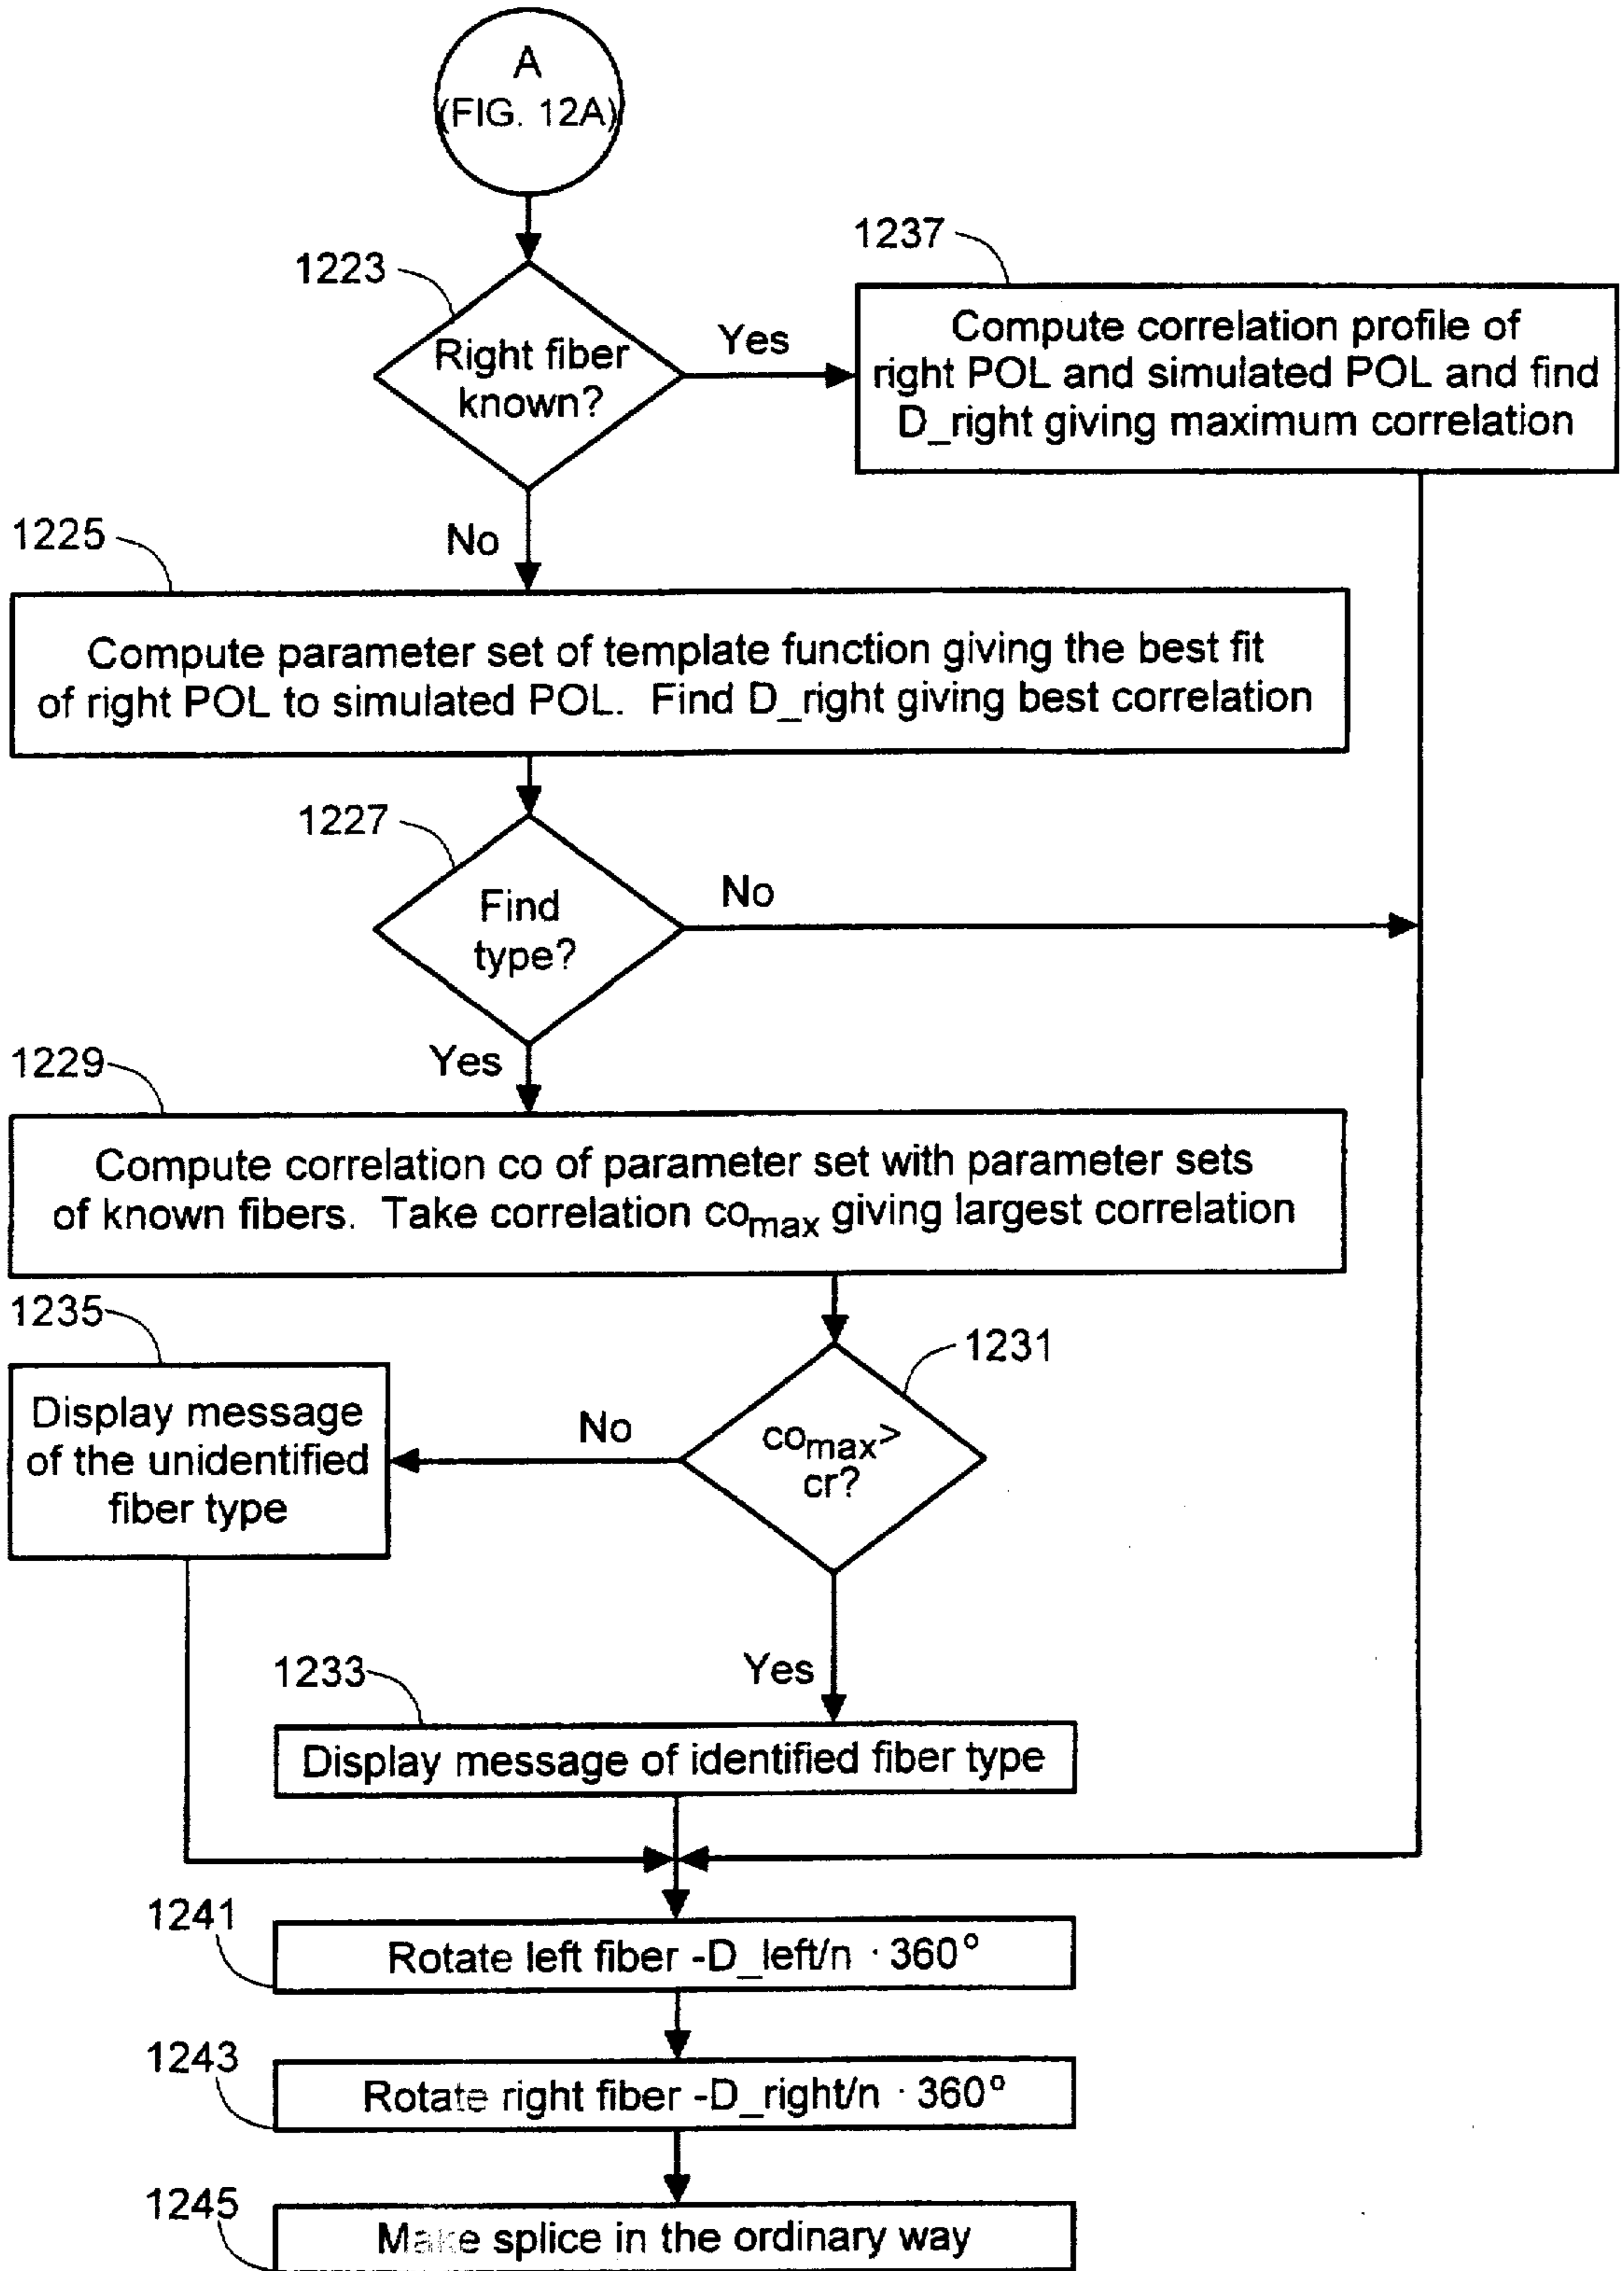 A
(FIG. 12A)
1223
Right fiber
known?
Yes
1237
Compute correlation profile of
right POL and simulated POL and find
D_right giving maximum correlation
No
1225
Compute parameter set of template function giving the best fit
of right POL to simulated POL. Find D_right giving best correlation
1227
Find
type?
No
Yes
1229
Compute correlation co of parameter set with parameter sets
of known fibers. Take correlation co_max giving largest correlation
1235
Display message
of the unidentified
fiber type
No
1231
co_max>
cr?
Yes
1233
Display message of identified fiber type
1241
Rotate left fiber -D_left/n · 360°
1243
Rotate right fiber -D_right/n · 360°
1245
Make splice in the ordinary way